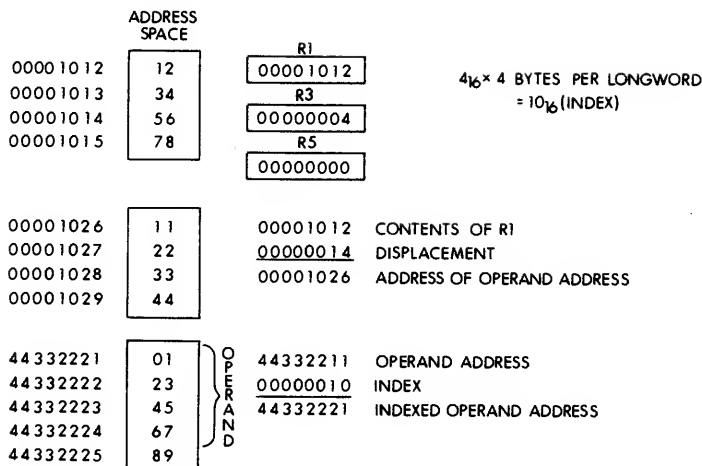 ADDRESS
SPACE
R1
00001012 12 00001012
4₁₆ × 4 BYTES PER LONGWORD
00001013 34 R3
= 10₁₆ (INDEX)
00001014 56 00000004
R5
00001015 78
00000000
00001026 11 00001012 CONTENTS OF R1
00001027 22 00000014 DISPLACEMENT
00001028 33 00001026 ADDRESS OF OPERAND ADDRESS
00001029 44
44332221 01 44332211 OPERAND ADDRESS
44332222 23 00000010 INDEX
44332223 45 44332221 INDEXED OPERAND ADDRESS
44332224 67
44332225 89
OPERAND